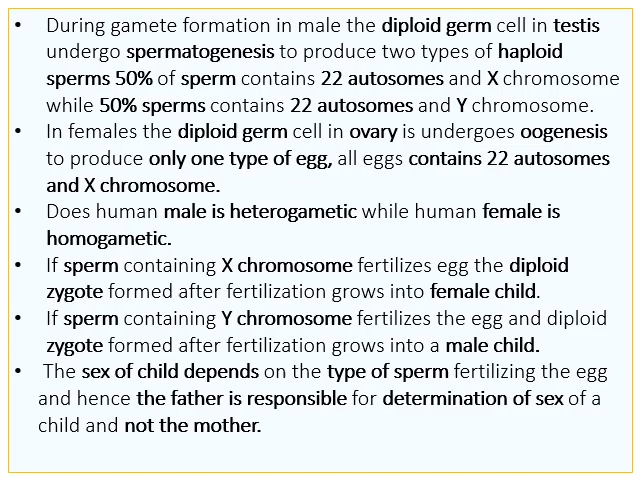 • During gamete formation in male the diploid germ cell in testis
undergo spermatogenesis to produce two types of haploid
sperms 50% of sperm contains 22 autosomes and X chromosome
while 50% sperms contains 22 autosomes and Y chromosome.
• In females the diploid germ cell in ovary is undergoes oogenesis
to produce only one type of egg, all eggs contains 22 autosomes
and X chromosome.
• Does human male is heterogametic while human female is
homogametic.
• If sperm containing X chromosome fertilizes egg the diploid
zygote formed after fertilization grows into female child.
• If sperm containing Y chromosome fertilizes the egg and diploid
zygote formed after fertilization grows into a male child.
• The sex of child depends on the type of sperm fertilizing the egg
and hence the father is responsible for determination of sex of a
child and not the mother.